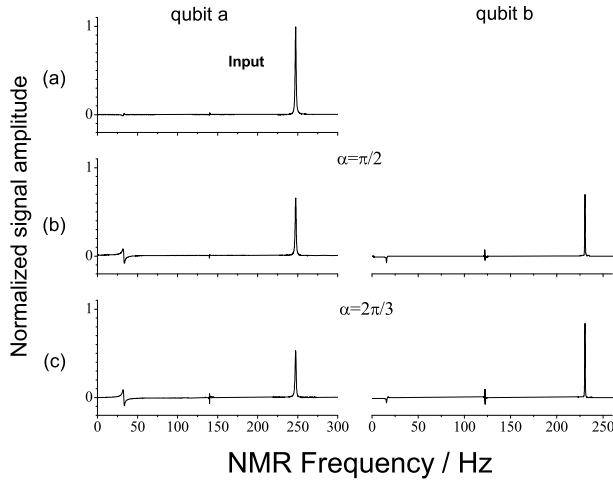 qubit a
qubit b
Normalized signal amplitude
(a)
1
0
Input
α=π/2
(b)
1
0
(c)
1
0
α=2π/3
0 50 100 150 200 250 300
0 50 100 150 200 250
NMR Frequency / Hz